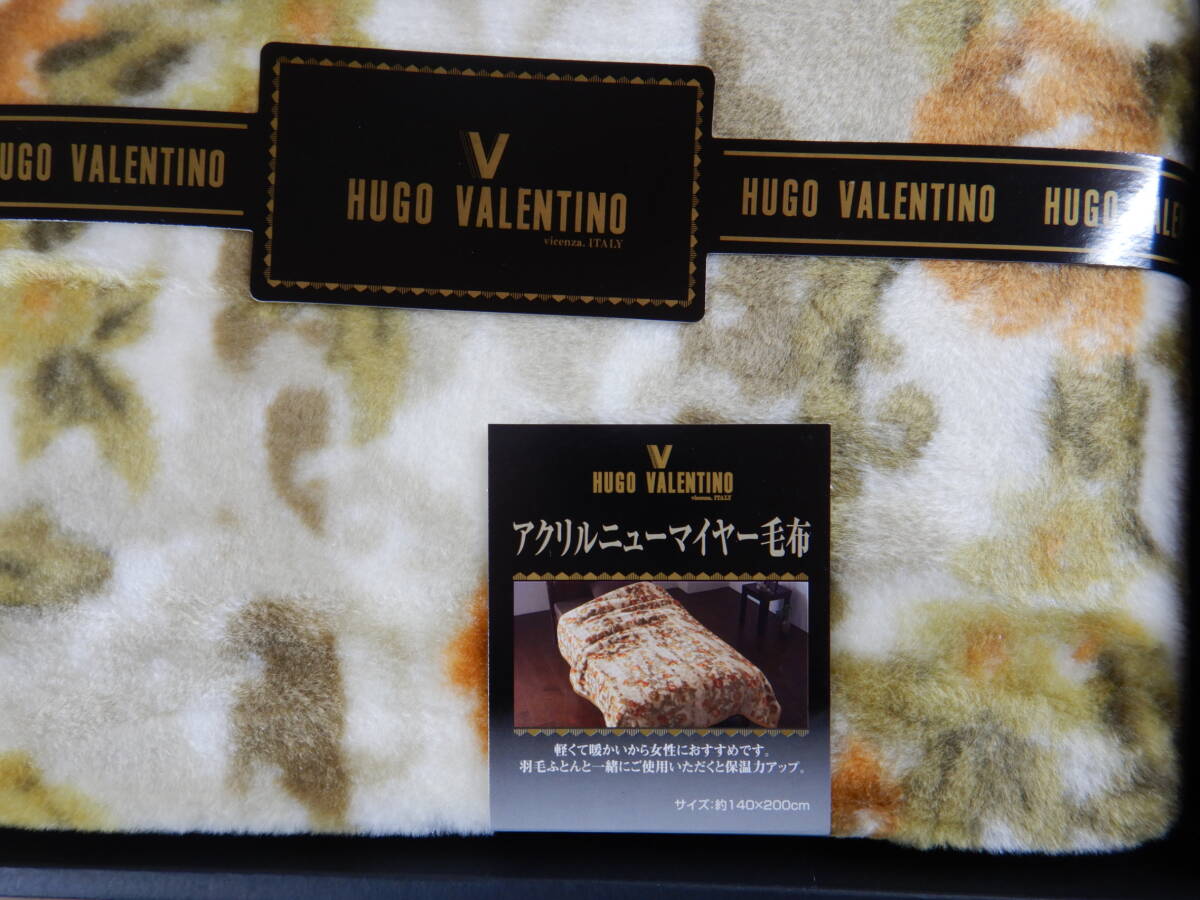 UGO VALENTINO
V
HUGO VALENTINO
vicenza. ITALY
HUGO VALENTINO
HUGO VALE
V
HUGO VALENTINO
vicenza. ITALY
アクリルニューマイヤー毛布
軽くて暖かいから女性におすすめです。
羽毛ふとんと一緒にご使用いただくと保温力アップ。
サイズ:約140×200cm